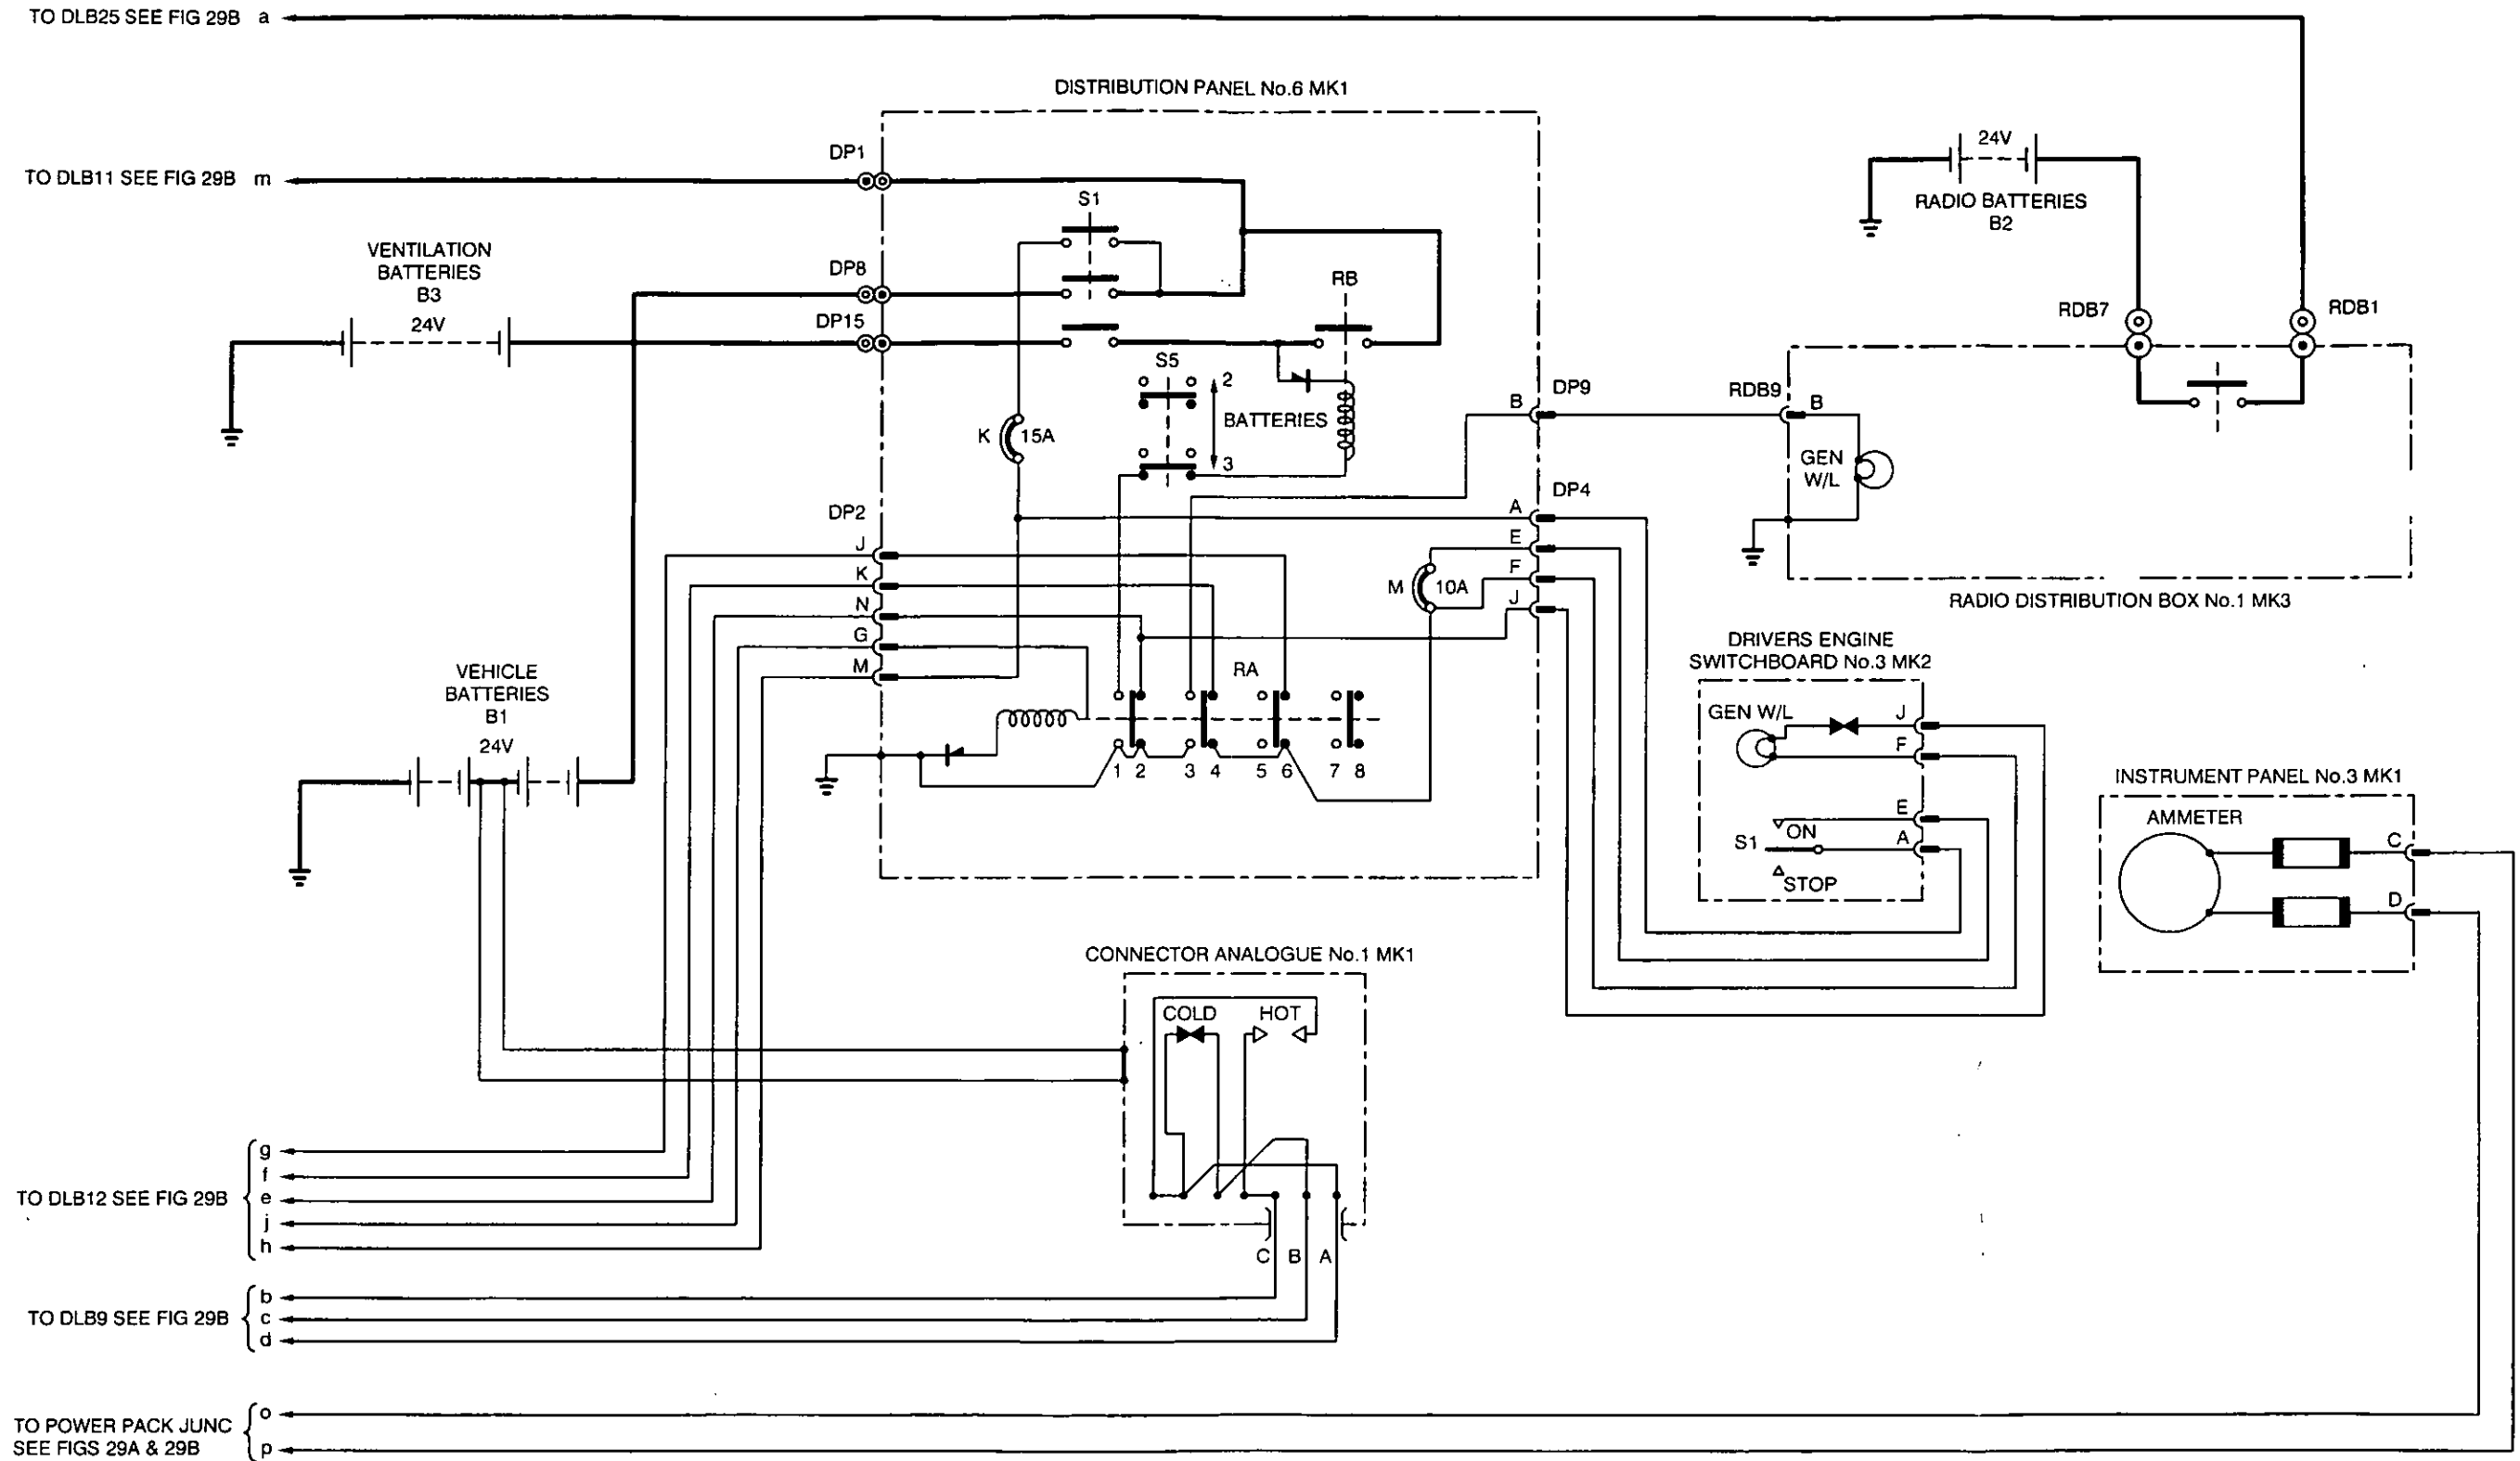 TO DLB25 SEE FIG 29B a
DISTRIBUTION PANEL No.6 MK1
24V
RADIO BATTERIES
B2
DP1
TO DLB11 SEE FIG 29B m
S1
VENTILATION
BATTERIES
B3
24V
DP8
DP15
RB
RDB7
RDB1
S5
2
BATTERIES
3
K 15A
B
DP9
RDB9
B
GEN
W/L
RADIO DISTRIBUTION BOX No.1 MK3
DP2
J
K
N
G
M
DP4
A
E
F
J
M 10A
RA
1 2 3 4 5 6 7 8
VEHICLE
BATTERIES
B1
24V
DRIVERS ENGINE
SWITCHBOARD No.3 MK2
GEN W/L
J
F
E
ON
S1
A
STOP
INSTRUMENT PANEL No.3 MK1
AMMETER
C
D
CONNECTOR ANALOGUE No.1 MK1
COLD HOT
C B A
TO DLB12 SEE FIG 29B
g
f
e
j
h
TO DLB9 SEE FIG 29B
b
c
d
TO POWER PACK JUNC
SEE FIGS 29A & 29B
o
p